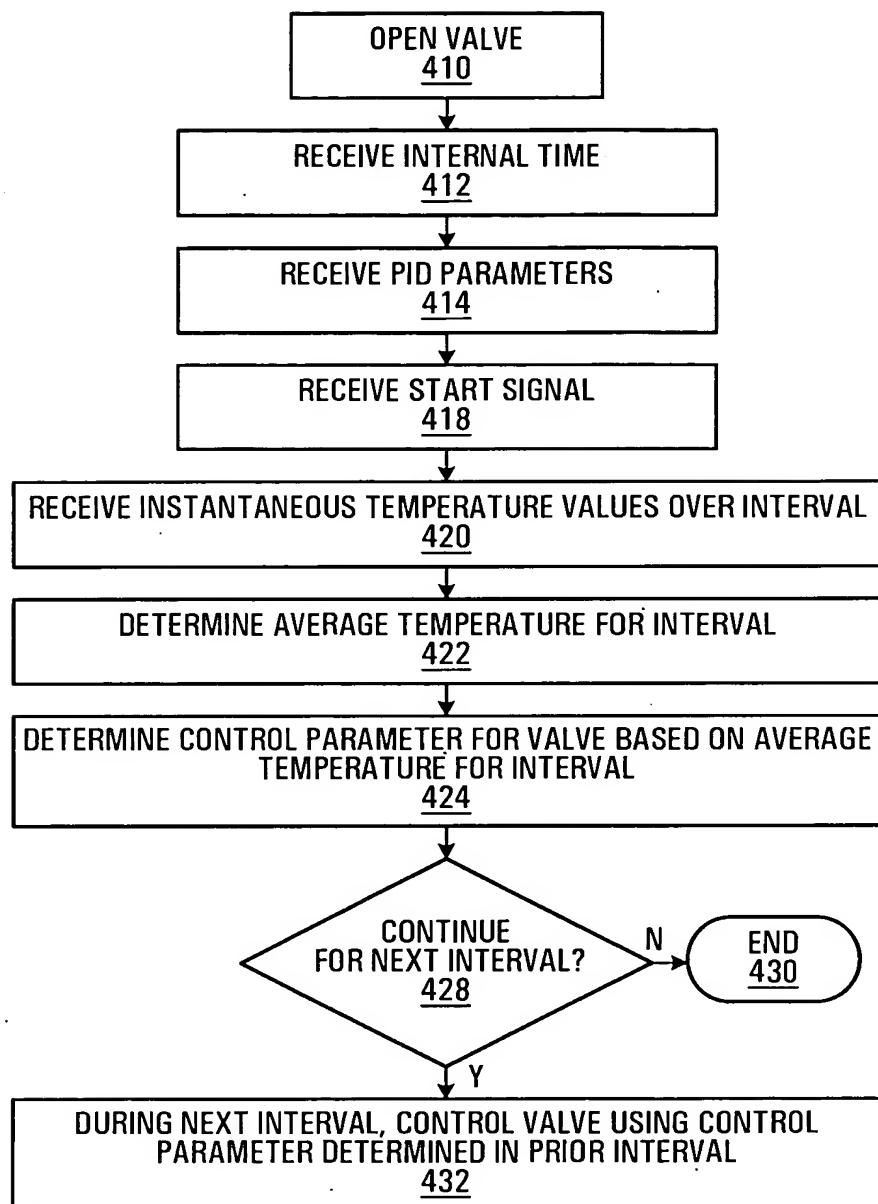 OPEN VALVE
410
RECEIVE INTERNAL TIME
412
RECEIVE PID PARAMETERS
414
RECEIVE START SIGNAL
418
RECEIVE INSTANTANEOUS TEMPERATURE VALUES OVER INTERVAL
420
DETERMINE AVERAGE TEMPERATURE FOR INTERVAL
422
DETERMINE CONTROL PARAMETER FOR VALVE BASED ON AVERAGE
TEMPERATURE FOR INTERVAL
424
CONTINUE
FOR NEXT INTERVAL?
428
N
END
430
Y
DURING NEXT INTERVAL, CONTROL VALVE USING CONTROL
PARAMETER DETERMINED IN PRIOR INTERVAL
432